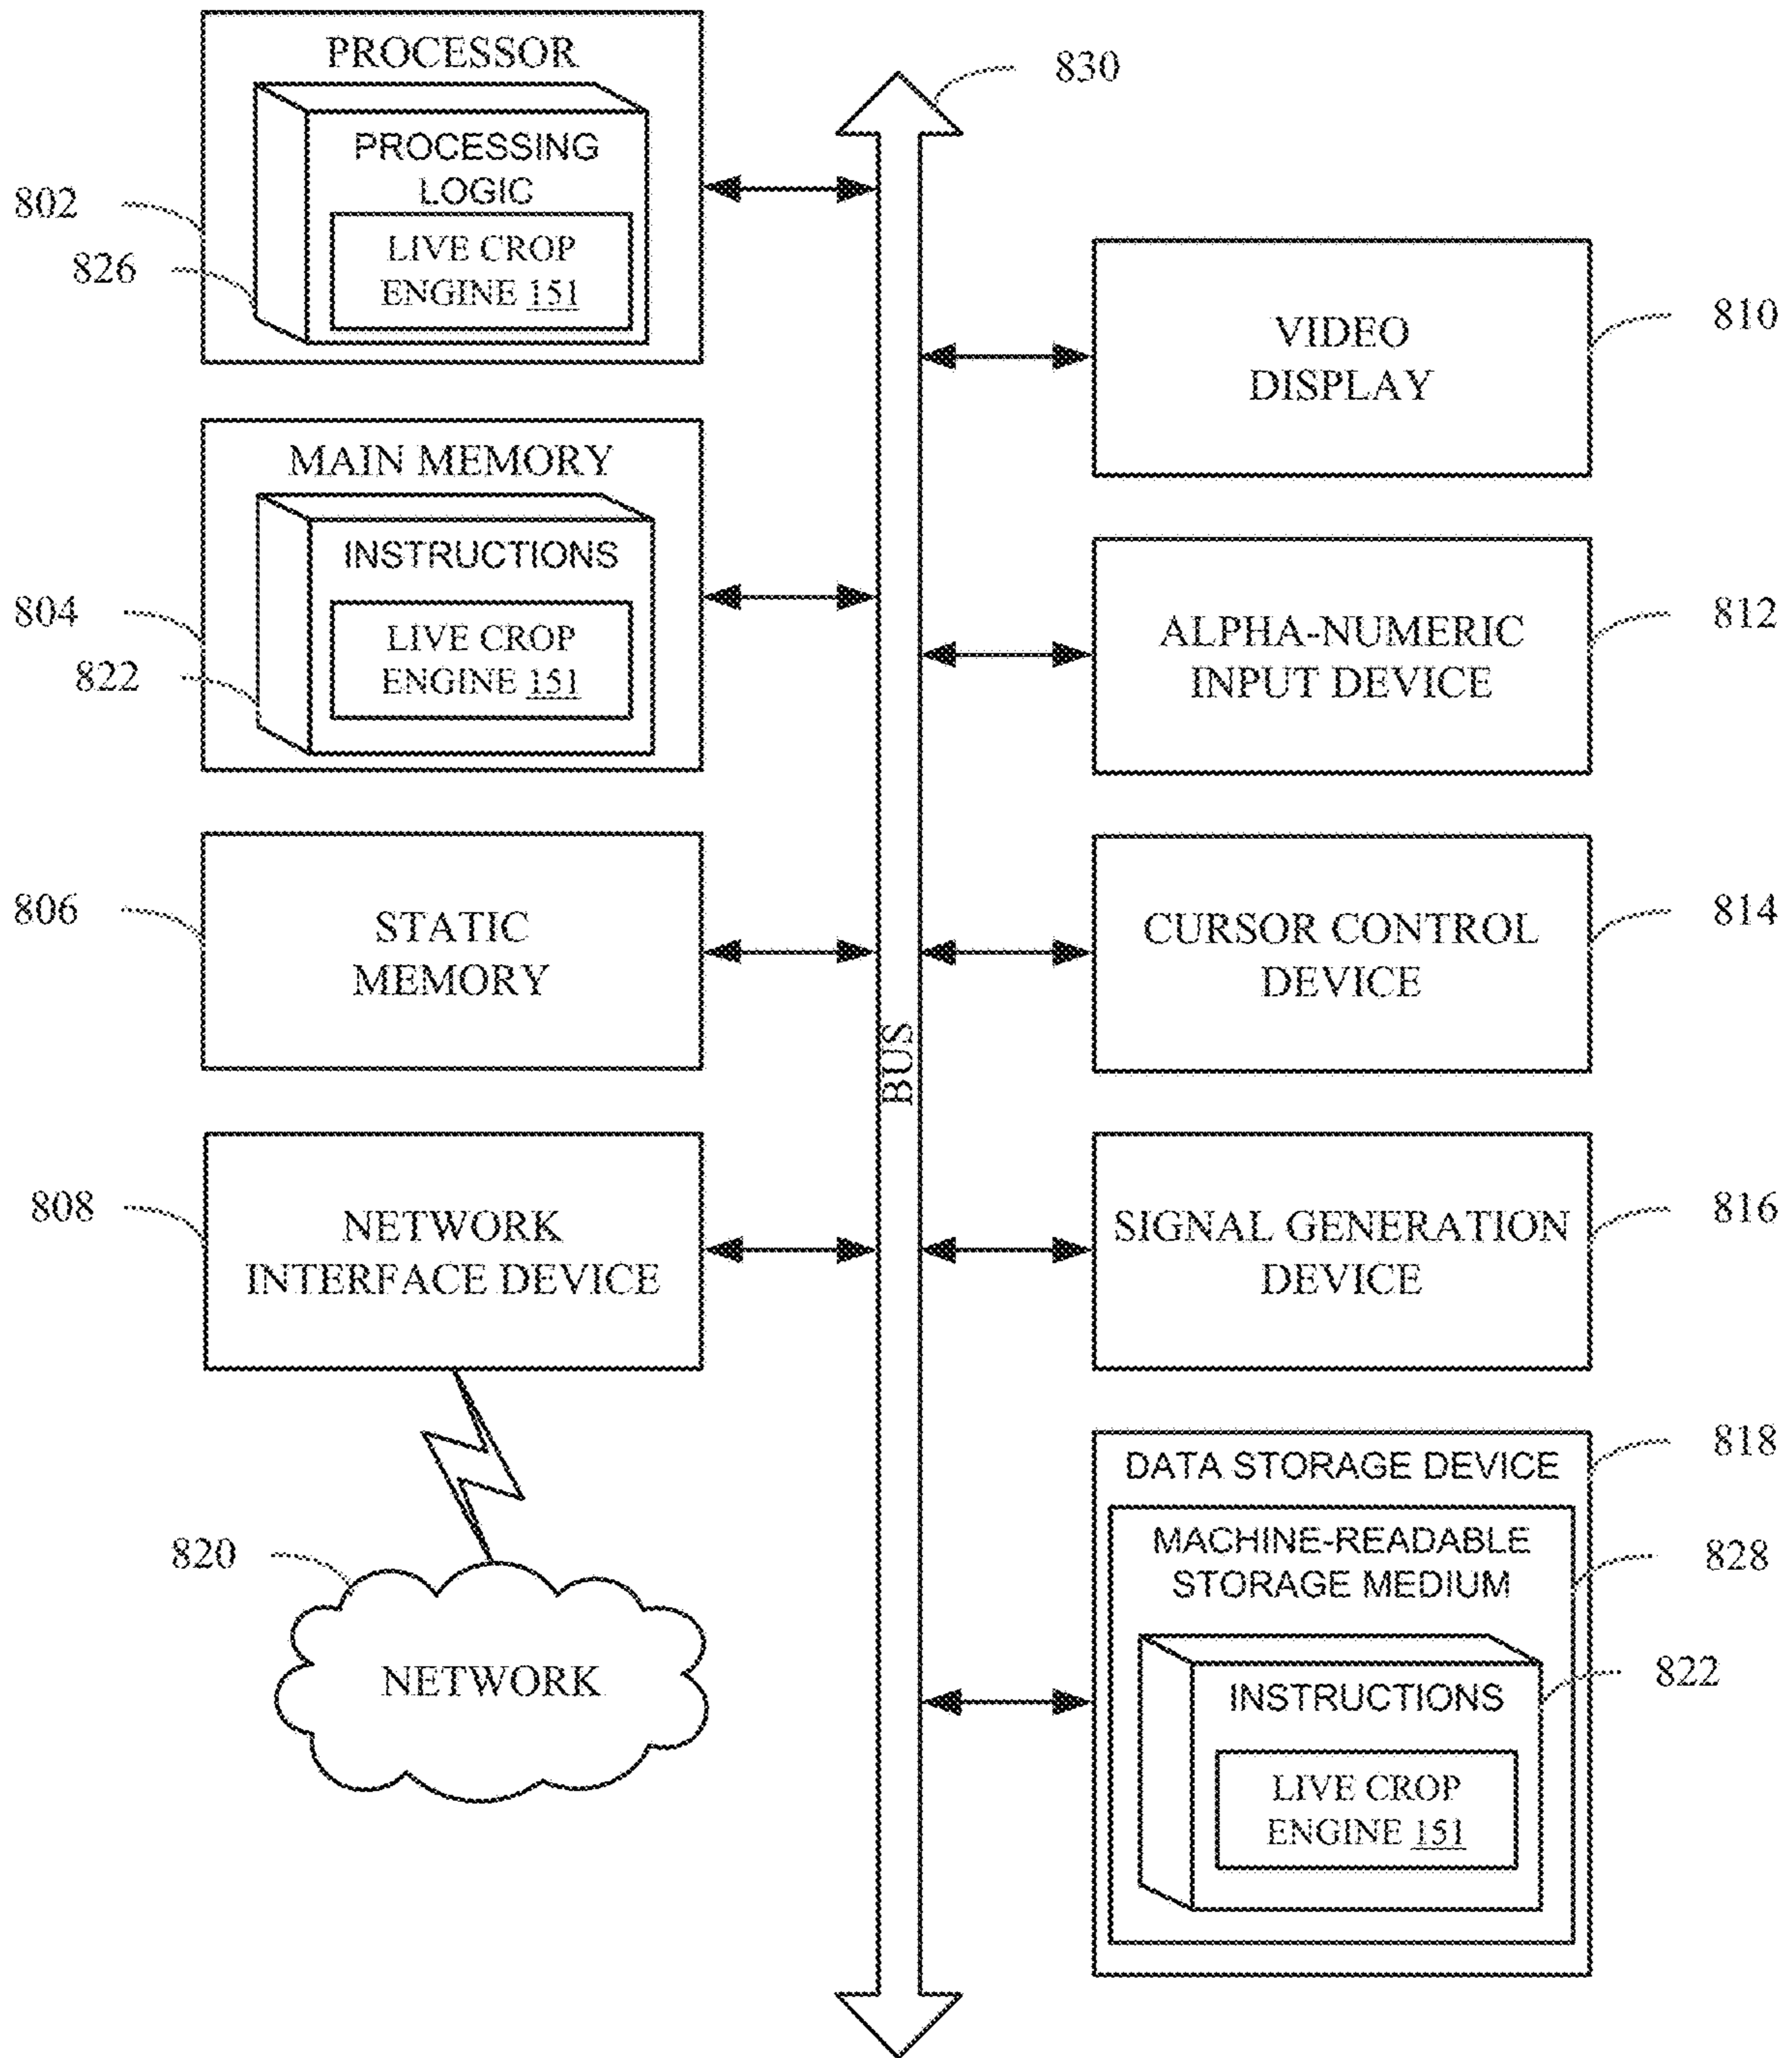 PROCESSOR
PROCESSING
LOGIC
LIVE CROP
ENGINE 151
802
826
MAIN MEMORY
INSTRUCTIONS
LIVE CROP
ENGINE 151
804
822
STATIC
MEMORY
806
NETWORK
INTERFACE DEVICE
808
820
NETWORK
830
BUS
VIDEO
DISPLAY
810
ALPHA-NUMERIC
INPUT DEVICE
812
CURSOR CONTROL
DEVICE
814
SIGNAL GENERATION
DEVICE
816
DATA STORAGE DEVICE
818
MACHINE-READABLE
STORAGE MEDIUM
828
INSTRUCTIONS
822
LIVE CROP
ENGINE 151